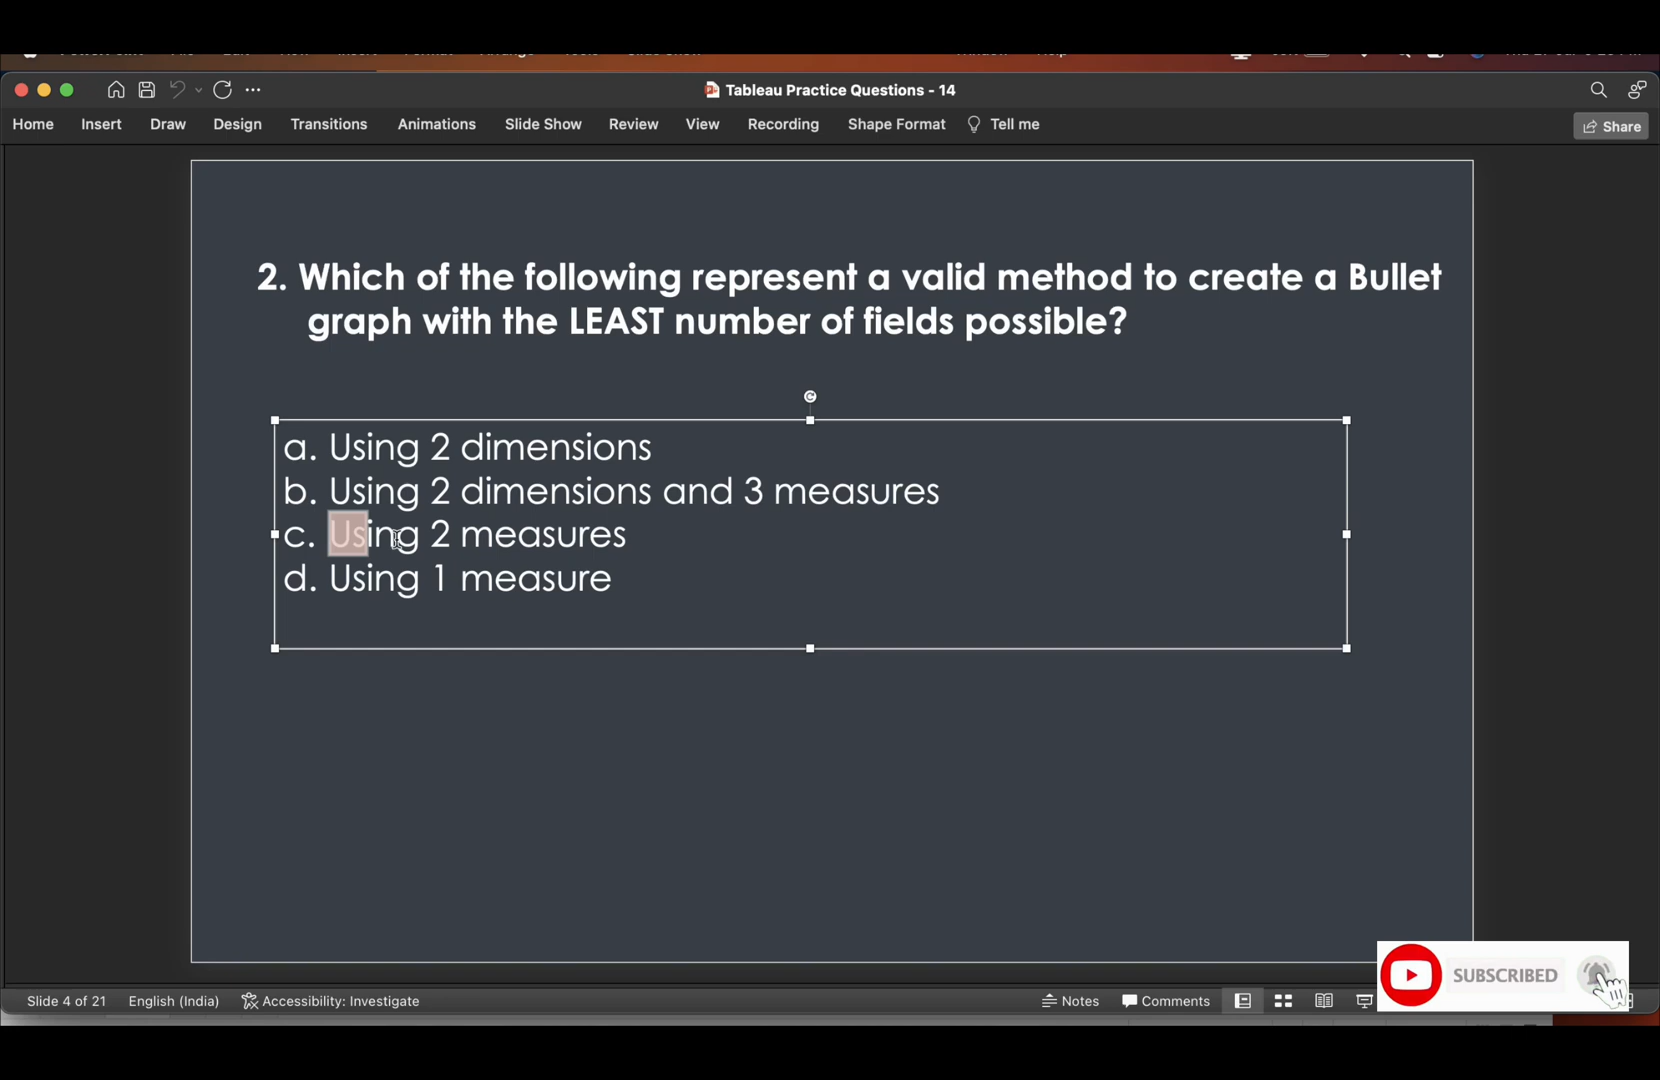 Tableau Practice Questions - 14
Home Insert Draw Design Transitions Animations Slide Show Review View Recording Shape Format Tell me Share
2. Which of the following represent a valid method to create a Bullet
graph with the LEAST number of fields possible?
a. Using 2 dimensions
b. Using 2 dimensions and 3 measures
c. Using 2 measures
d. Using 1 measure
SUBSCRIBED
Slide 4 of 21 English (India) Accessibility: Investigate Notes Comments